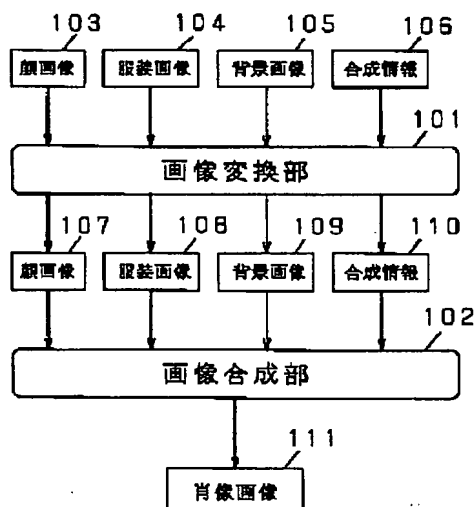 103 104 105 106
顔画像 服装画像 背景画像 合成情報
101
画像変換部
107 108 109 110
顔画像 服装画像 背景画像 合成情報
102
画像合成部
111
肖像画像